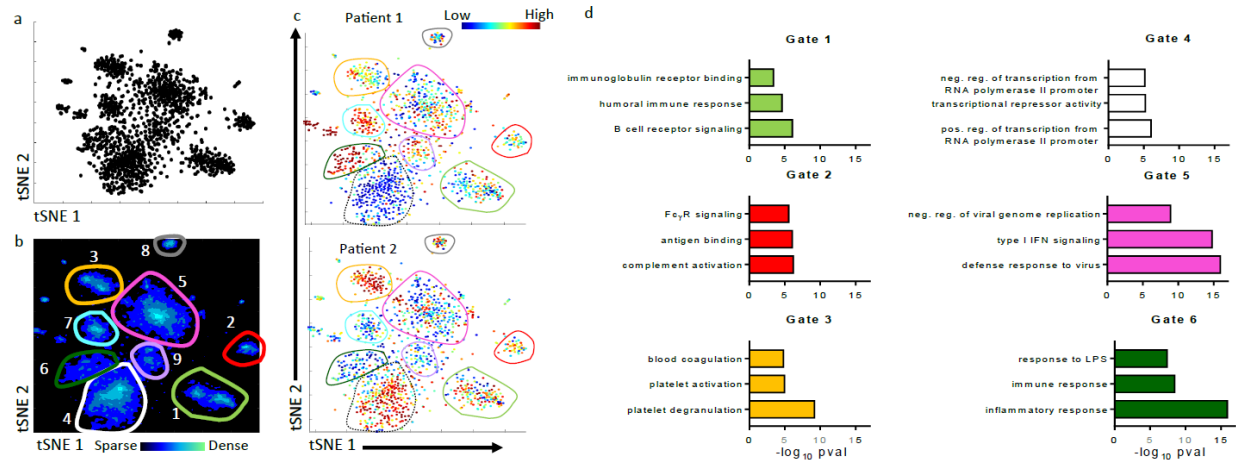 a
tSNE 2
tSNE 1
b
3
8
5
7
2
6
9
4
1
tSNE 2
tSNE 1
Sparse
Dense
c
Patient 1
Low
High
Patient 2
tSNE 2
tSNE 1
d
Gate 1
immunoglobulin receptor binding
humoral immune response
B cell receptor signaling
0 5 10 15
Gate 2
FcγR signaling
antigen binding
complement activation
0 5 10 15
Gate 3
blood coagulation
platelet activation
platelet degranulation
0 5 10 15
-log10 pval
Gate 4
neg. reg. of transcription from
RNA polymerase II promoter
transcriptional repressor activity
pos. reg. of transcription from
RNA polymerase II promoter
0 5 10 15
Gate 5
neg. reg. of viral genome replication
type I IFN signaling
defense response to virus
0 5 10 15
Gate 6
response to LPS
immune response
inflammatory response
0 5 10 15
-log10 pval